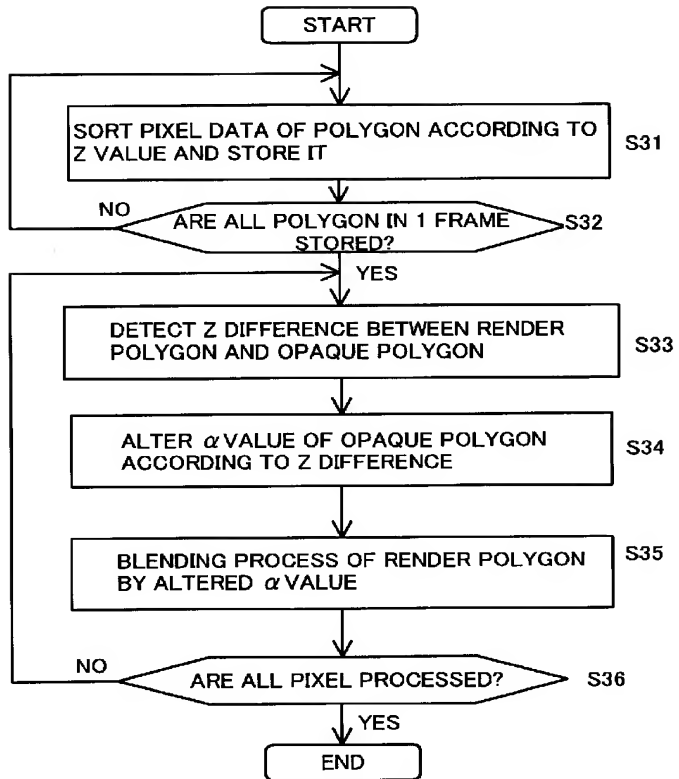 START
SORT PIXEL DATA OF POLYGON ACCORDING TO
Z VALUE AND STORE IT
S31
NO
ARE ALL POLYGON IN 1 FRAME
STORED?
S32
YES
DETECT Z DIFFERENCE BETWEEN RENDER
POLYGON AND OPAQUE POLYGON
S33
ALTER α VALUE OF OPAQUE POLYGON
ACCORDING TO Z DIFFERENCE
S34
BLENDING PROCESS OF RENDER POLYGON
BY ALTERED α VALUE
S35
NO
ARE ALL PIXEL PROCESSED?
S36
YES
END